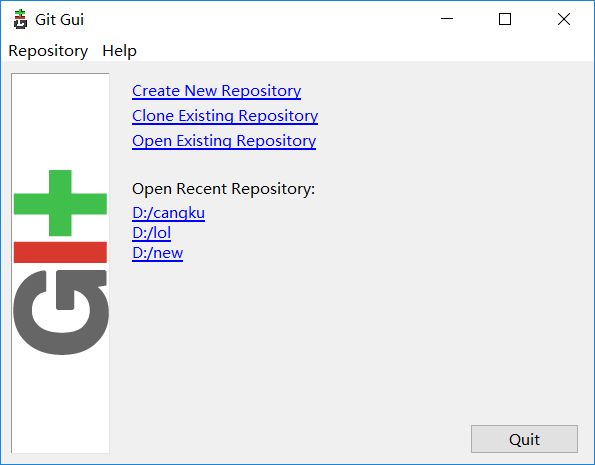 Git Gui
Repository Help
Create New Repository
Clone Existing Repository
Open Existing Repository
Open Recent Repository:
D:/cangku
D:/lol
D:/new
Git
Quit